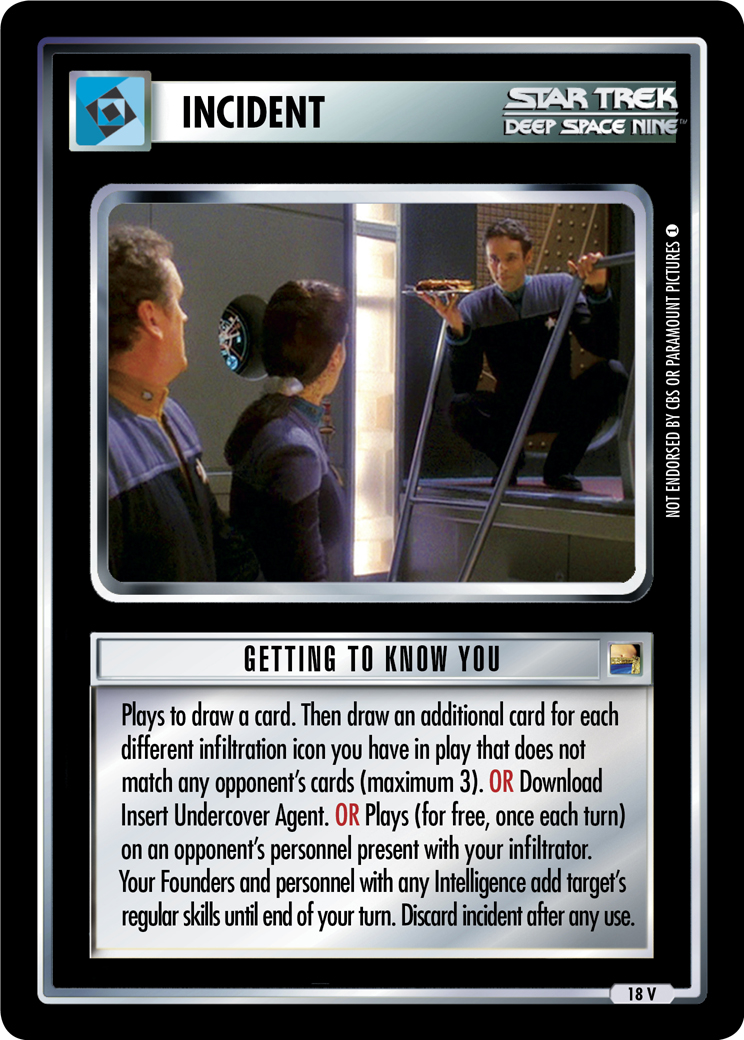 INCIDENT
STAR TREK
DEEP SPACE NINE™
NOT ENDORSED BY CBS OR PARAMOUNT PICTURES 1
GETTING TO KNOW YOU
Plays to draw a card. Then draw an additional card for each
different infiltration icon you have in play that does not
match any opponent's cards (maximum 3). OR Download
Insert Undercover Agent. OR Plays (for free, once each turn)
on an opponent's personnel present with your infiltrator.
Your Founders and personnel with any Intelligence add target's
regular skills until end of your turn. Discard incident after any use.
18 V